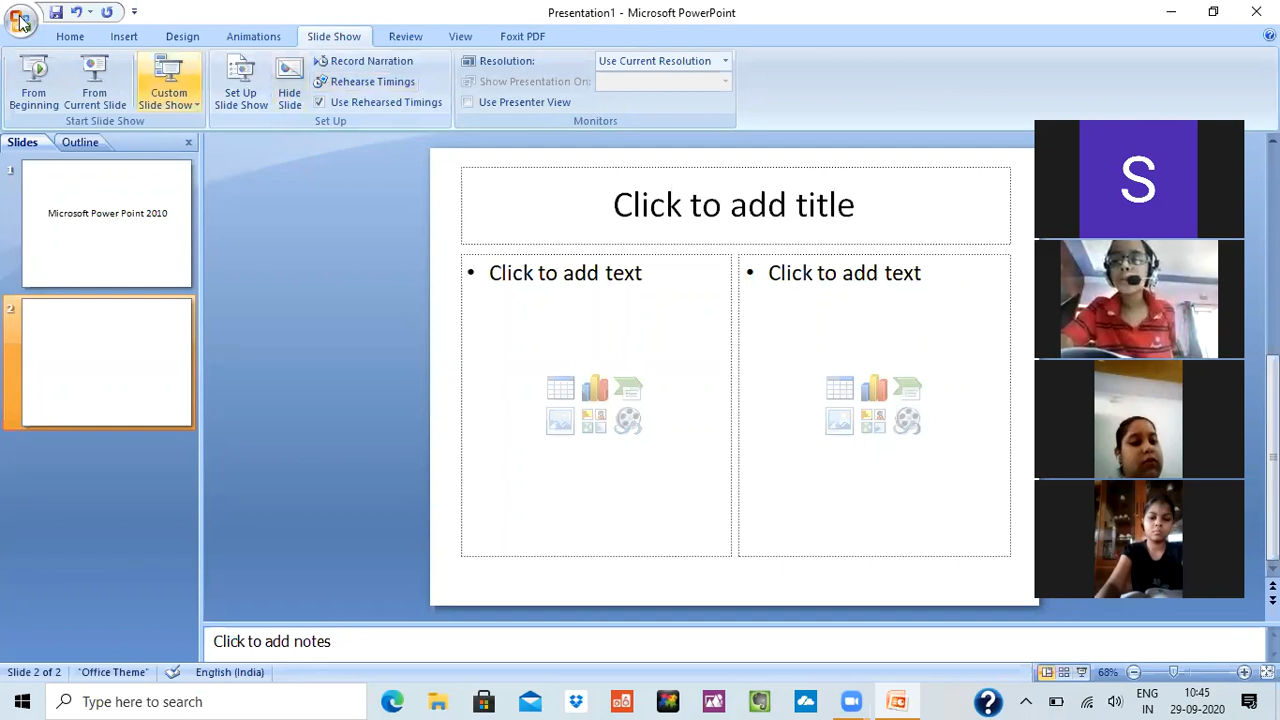 Presentation1 - Microsoft PowerPoint
Home Insert Design Animations Slide Show Review View Foxit PDF
From Beginning
From Current Slide
Custom Slide Show
Set Up Slide Show
Hide Slide
Record Narration
Rehearse Timings
Use Rehearsed Timings
Resolution: Use Current Resolution
Show Presentation On:
Use Presenter View
Start Slide Show Set Up Monitors
Slides Outline
1
Microsoft Power Point 2010
2
Click to add title
• Click to add text
• Click to add text
S
Click to add notes
Slide 2 of 2 "Office Theme" English (India) 68%
Type here to search
ENG
IN
10:45
29-09-2020